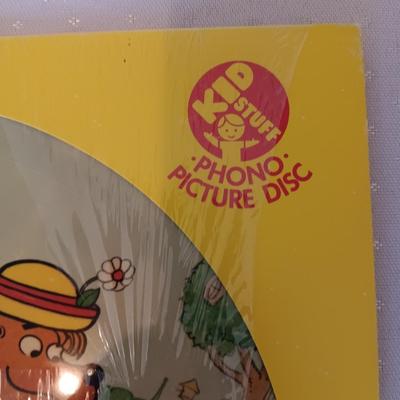 KID
STUFF
·PHONO·
PICTURE DISC